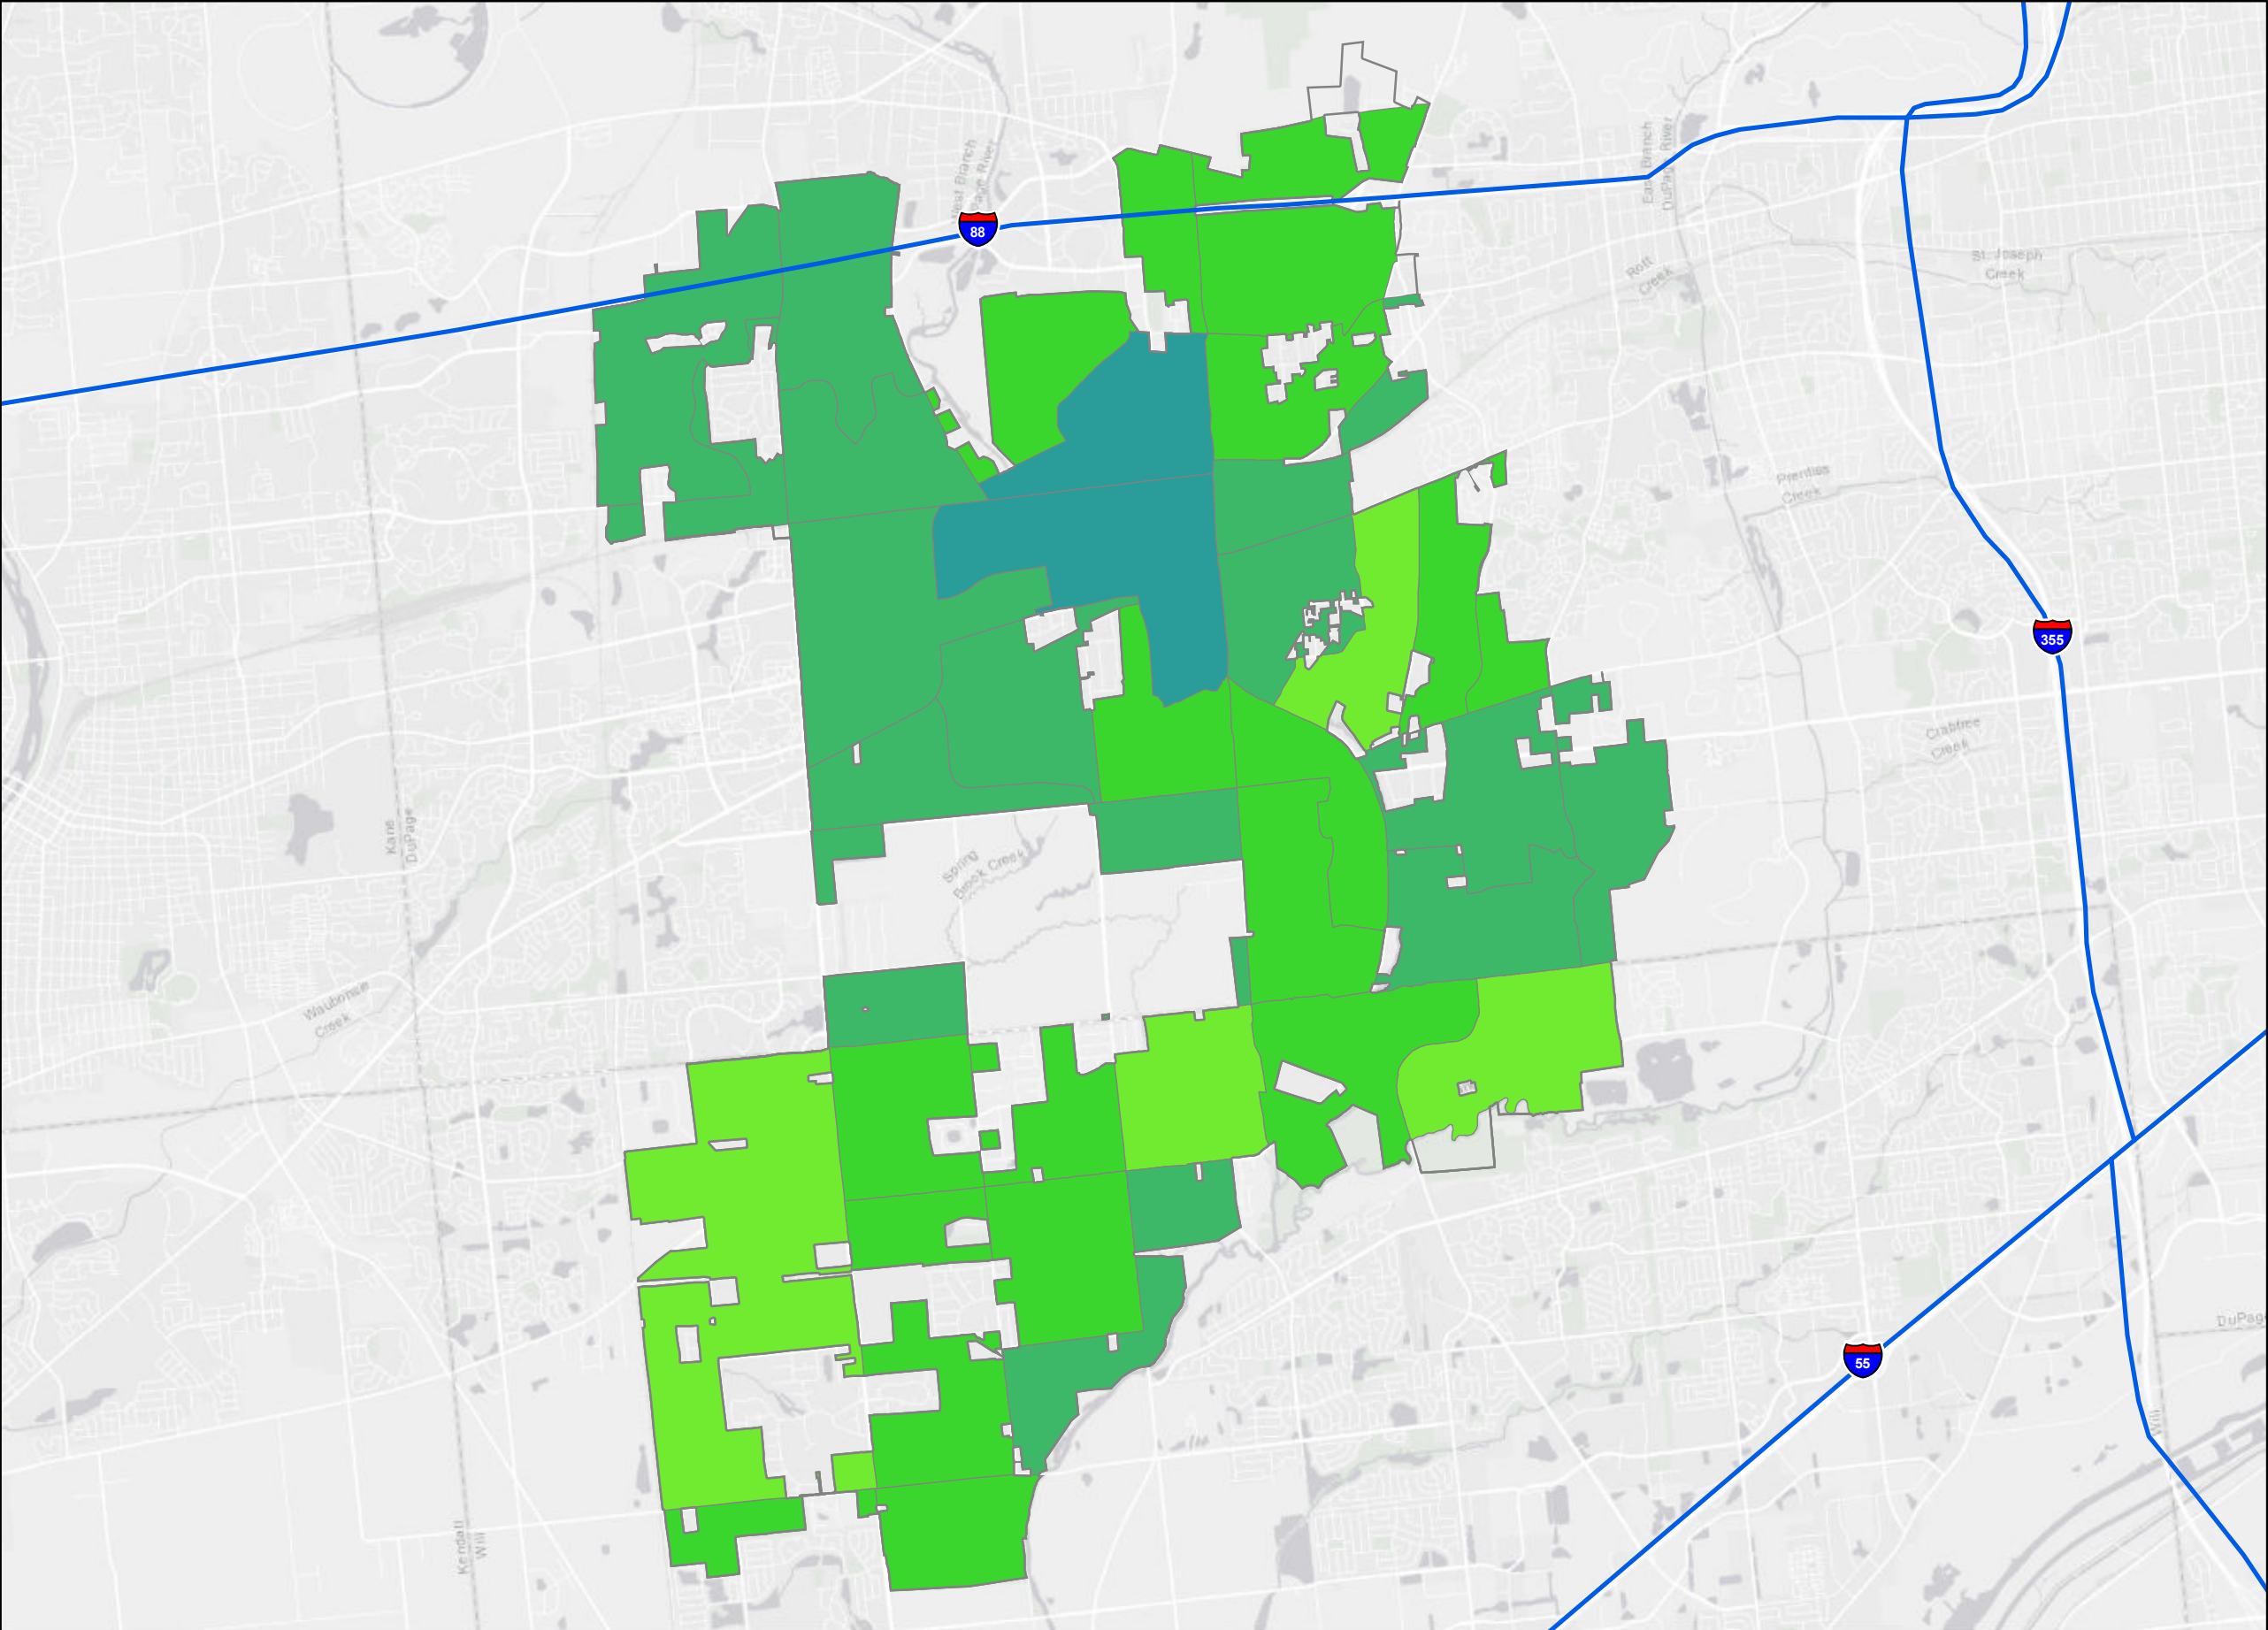 West Branch
DuPage River
88
East Branch
DuPage River
Rott
Creek
St. Joseph
Creek
Prentiss
Creek
355
Crabtree
Creek
Kane
DuPage
Spring
Brook Creek
Waubonsie
Creek
55
DuPage
Will
Kendall
Will